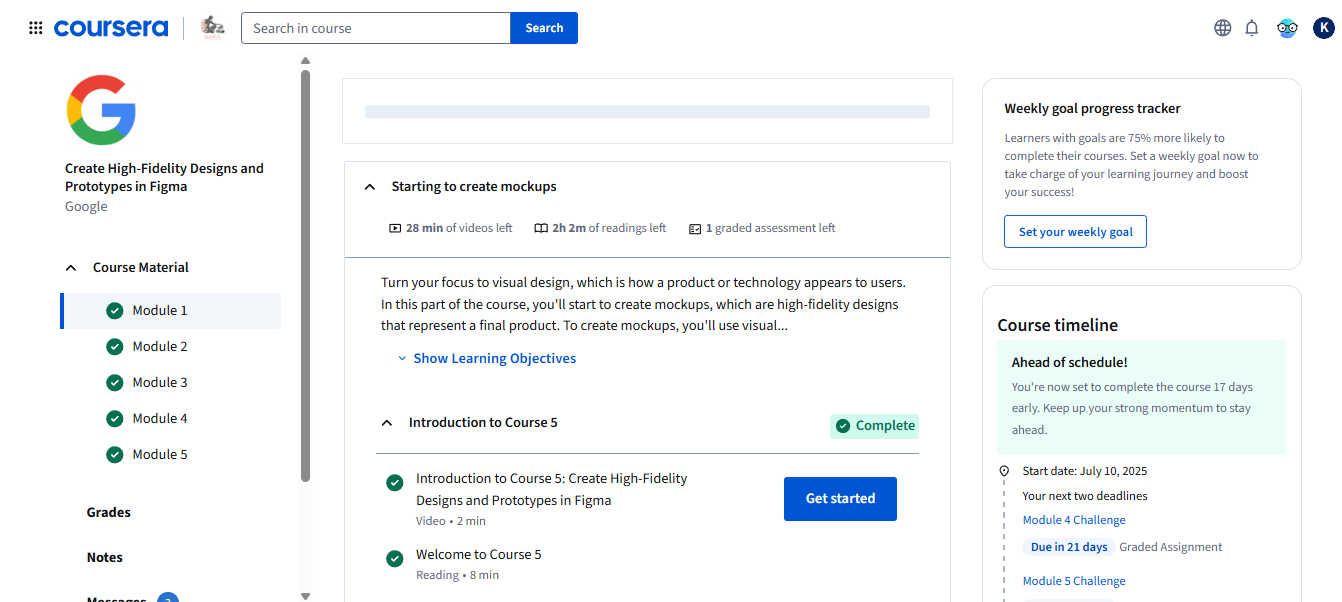 coursera
Search in course
Search
K
Create High-Fidelity Designs and
Prototypes in Figma
Google
Course Material
Module 1
Module 2
Module 3
Module 4
Module 5
Grades
Notes
Messages
Starting to create mockups
28 min of videos left
2h 2m of readings left
1 graded assessment left
Turn your focus to visual design, which is how a product or technology appears to users.
In this part of the course, you'll start to create mockups, which are high-fidelity designs
that represent a final product. To create mockups, you'll use visual...
Show Learning Objectives
Introduction to Course 5
Complete
Introduction to Course 5: Create High-Fidelity
Designs and Prototypes in Figma
Video • 2 min
Get started
Welcome to Course 5
Reading • 8 min
Weekly goal progress tracker
Learners with goals are 75% more likely to
complete their courses. Set a weekly goal now to
take charge of your learning journey and boost
your success!
Set your weekly goal
Course timeline
Ahead of schedule!
You're now set to complete the course 17 days
early. Keep up your strong momentum to stay
ahead.
Start date: July 10, 2025
Your next two deadlines
Module 4 Challenge
Due in 21 days Graded Assignment
Module 5 Challenge